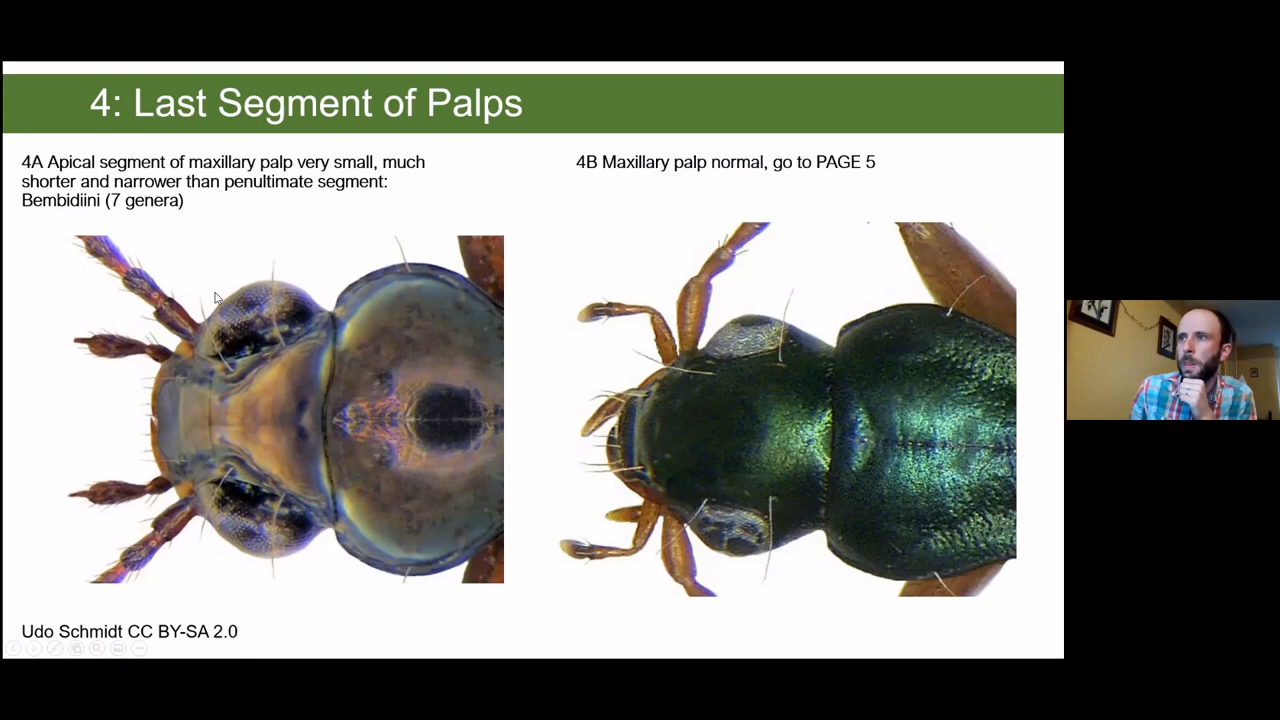 4: Last Segment of Palps
4A Apical segment of maxillary palp very small, much
shorter and narrower than penultimate segment:
Bembidiini (7 genera)
4B Maxillary palp normal, go to PAGE 5
Udo Schmidt CC BY-SA 2.0